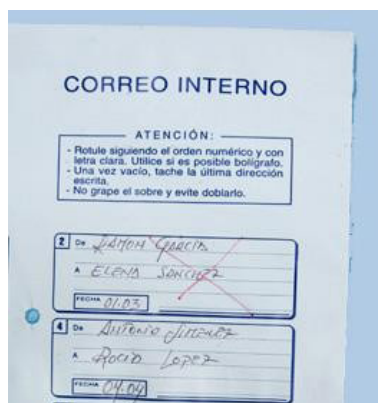 CORREO INTERNO
ATENCIÓN:
- Rotule siguiendo el orden numérico y con
letra clara. Utilice si es posible bolígrafo.
- Una vez vacío, tache la última dirección
escrita.
- No grape el sobre y evite doblarlo.
2 De RAMON GARCIA
A ELENA SANCHEZ
FECHA 01.03
4 De ANTONIO JIMENEZ
A ROCIO LOPEZ
FECHA 04.04